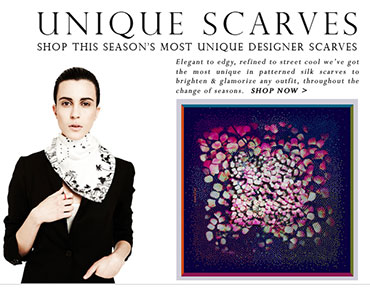 UNIQUE SCARVES
SHOP THIS SEASON'S MOST UNIQUE DESIGNER SCARVES
Elegant to edgy, refined to street cool we've got
the most unique in patterned silk scarves to
brighten & glamorize any outfit, throughout the
change of seasons. SHOP NOW >